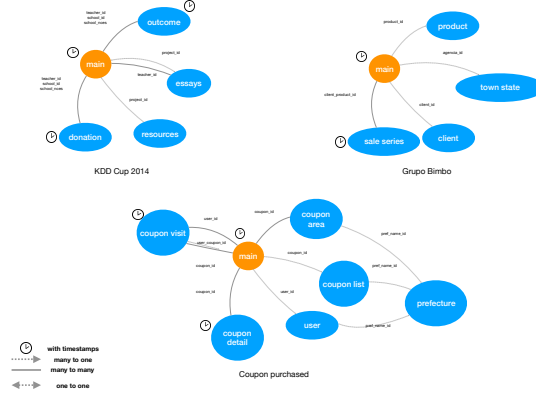 teacher_id
school_id
school_nces
outcome
project_id
main
teacher_id
essays
teacher_id
school_id
school_nces
project_id
donation
resources
KDD Cup 2014
product_id
product
agencia_id
main
town state
client_product_id
client_id
sale series
client
Grupo Bimbo
coupon_id
coupon
area
user_id
coupon visit
user_coupon_id
pref_name_id
main
coupon_id
coupon_id
pref_name_id
coupon list
coupon_id
user_id
prefecture
user
pref_name_id
coupon
detail
Coupon purchased
with timestamps
many to one
many to many
one to one